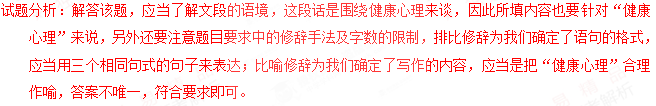 试题分析：解答该题，应当了解文段的语境，这段话是围绕健康心理来谈，因此所填内容也要针对“健康
心理”来说，另外还要注意题目要求中的修辞手法及字数的限制，排比修辞为我们确定了语句的格式，
应当用三个相同句式的句子来表达；比喻修辞为我们确定了写作的内容，应当是把“健康心理”合理
作喻，答案不唯一，符合要求即可。